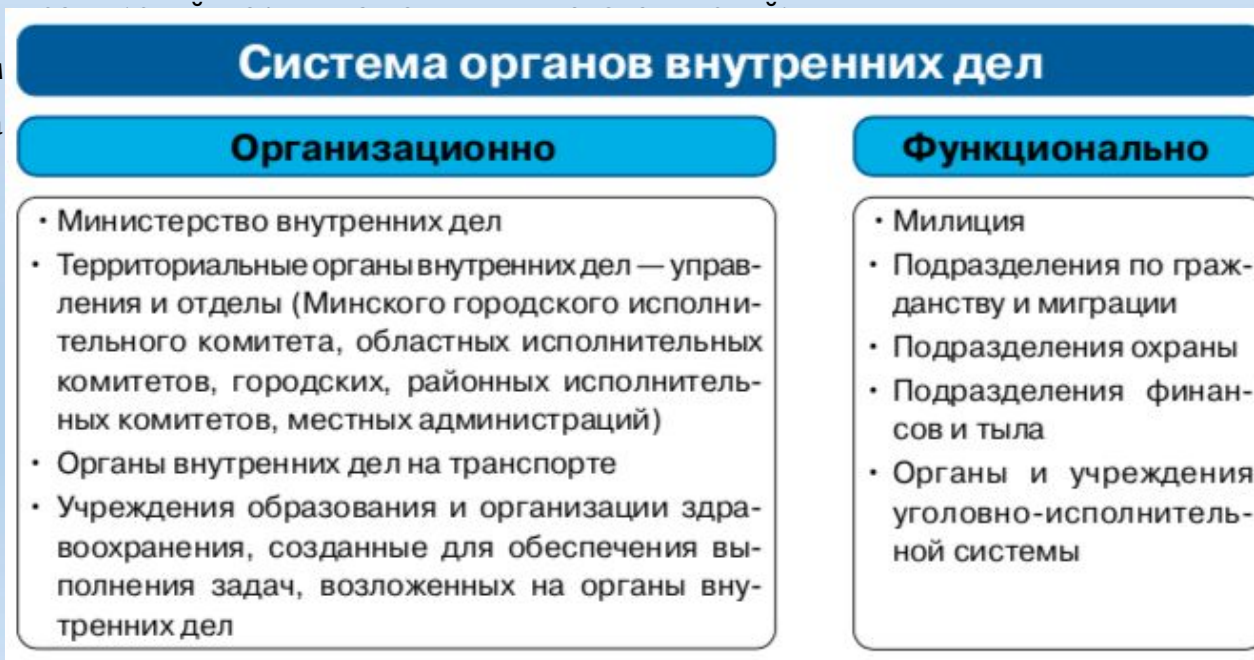 Система органов внутренних дел
Организационно
• Министерство внутренних дел
• Территориальные органы внутренних дел — управ-
ления и отделы (Минского городского исполни-
тельного комитета, областных исполнительных
комитетов, городских, районных исполнитель-
ных комитетов, местных администраций)
• Органы внутренних дел на транспорте
• Учреждения образования и организации здра-
воохранения, созданные для обеспечения вы-
полнения задач, возложенных на органы вну-
тренних дел
Функционально
• Милиция
• Подразделения по граж-
данству и миграции
• Подразделения охраны
• Подразделения финан-
сов и тыла
• Органы и учреждения
уголовно-исполнитель-
ной системы